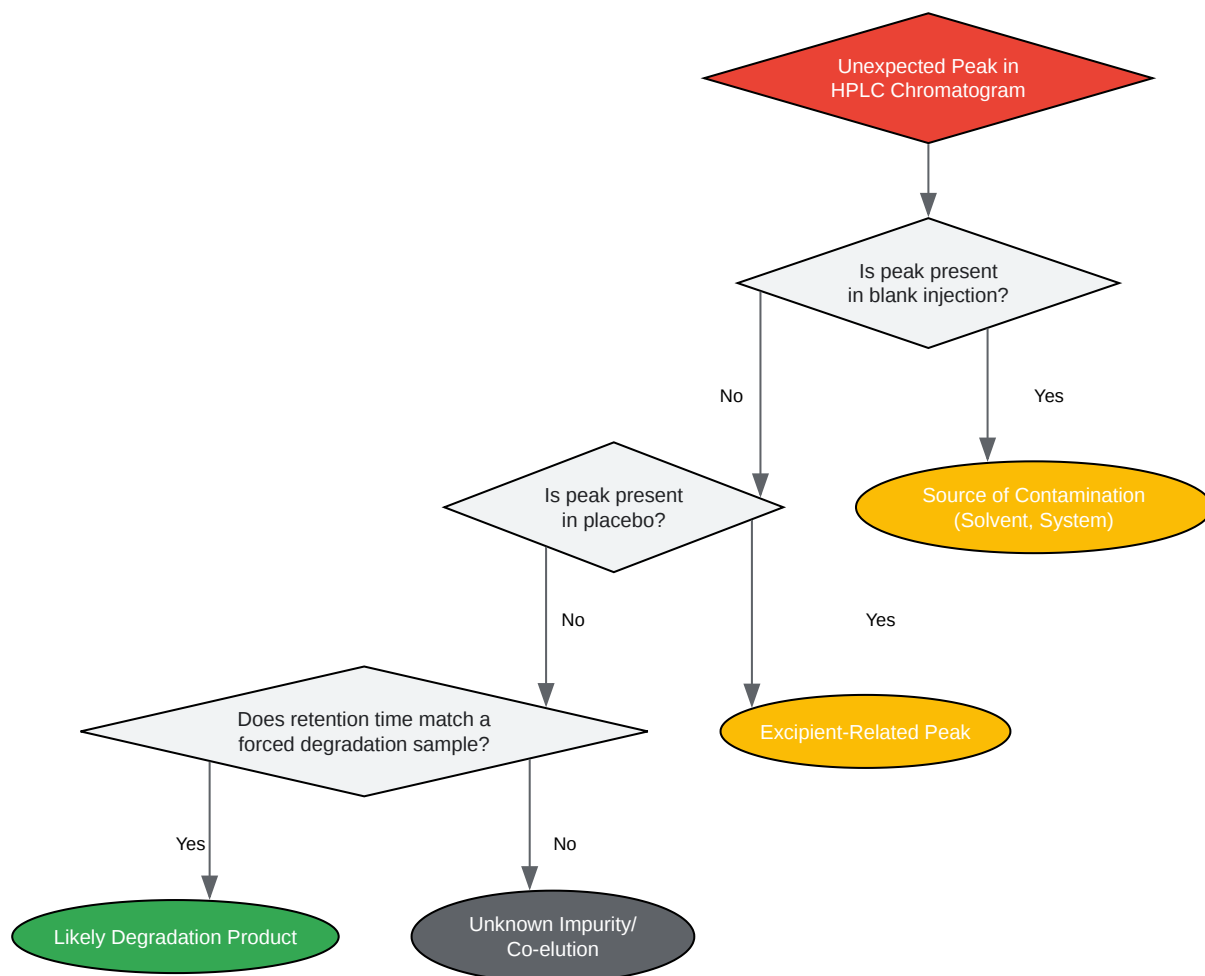 Unexpected Peak in
HPLC Chromatogram
Is peak present
in blank injection?
No
Yes
Is peak present
in placebo?
Source of Contamination
(Solvent, System)
No
Yes
Does retention time match a
forced degradation sample?
Excipient-Related Peak
Yes
No
Likely Degradation Product
Unknown Impurity/
Co-elution